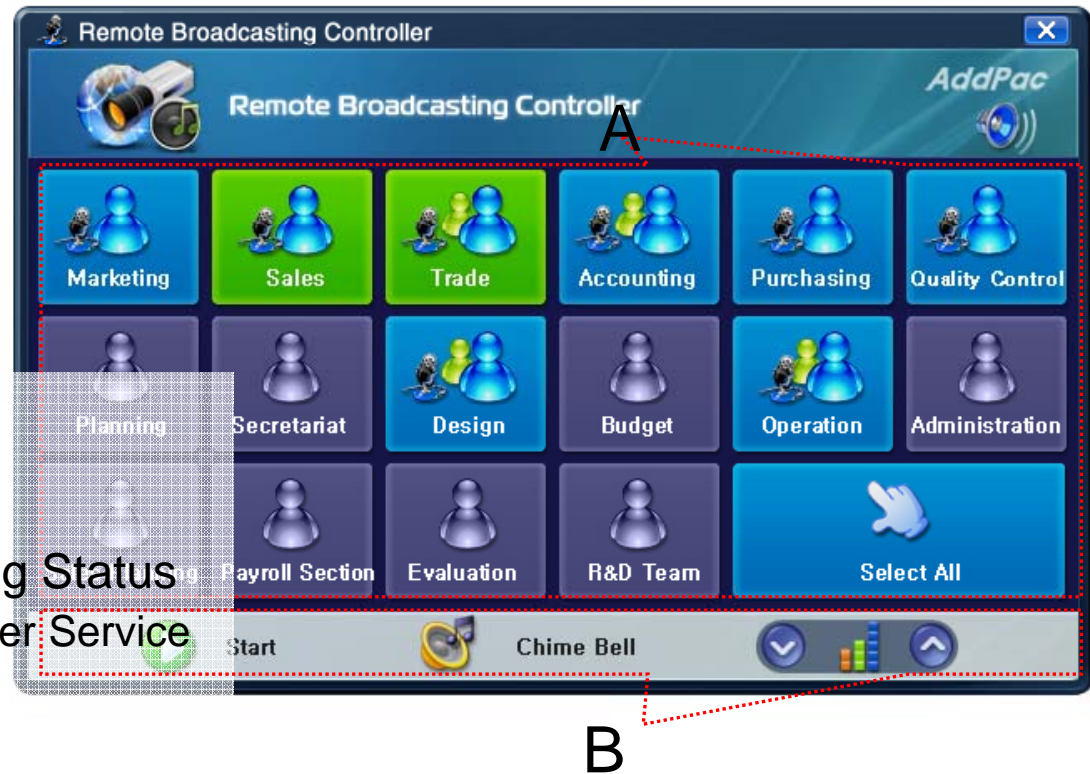 Remote Broadcasting Controller
AddPac
Remote Broadcasting Controller
A
Marketing Sales Trade Accounting Purchasing Quality Control
Planning Secretariat Design Budget Operation Administration
Payroll Section Evaluation R&D Team Select All
g Status
er Service
Start Chime Bell
B